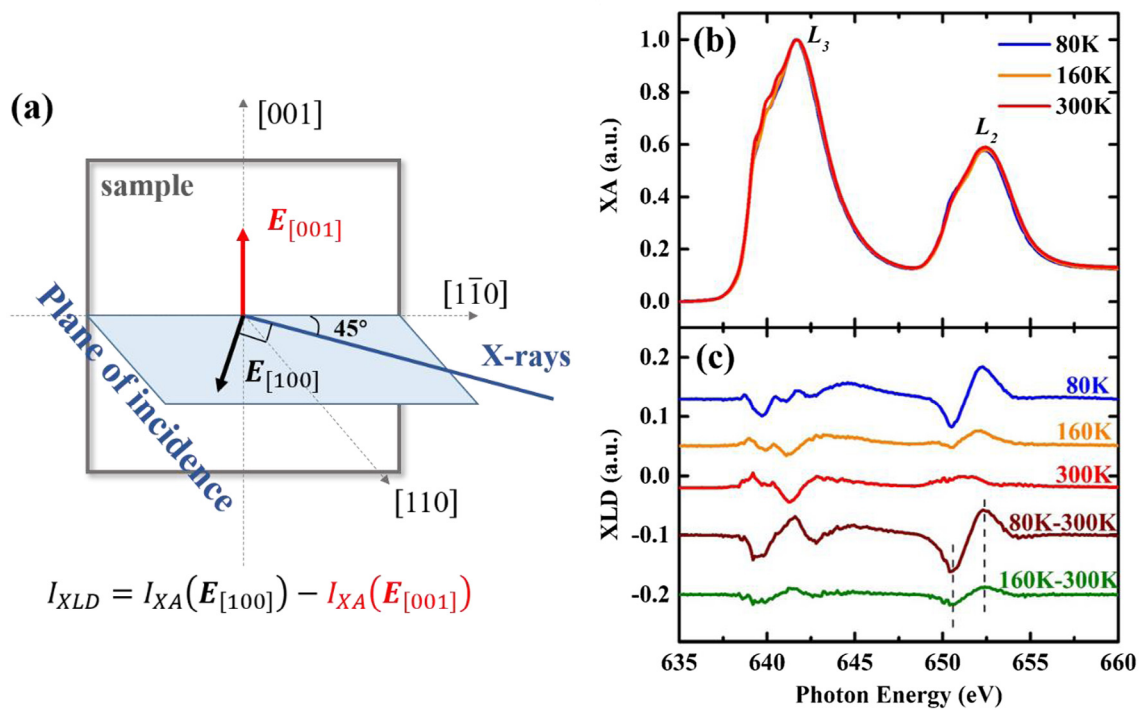 (a)
[001]
sample
E[001]
[11̅0]
45°
X-rays
E[100]
Plane of incidence
[110]
I_XLD = I_XA(E[100]) − I_XA(E[001])
(b)
L3
80K
160K
300K
L2
XA (a.u.)
1.0
0.8
0.6
0.4
0.2
0.0
(c)
80K
160K
300K
80K-300K
160K-300K
XLD (a.u.)
0.2
0.1
0.0
-0.1
-0.2
635 640 645 650 655 660
Photon Energy (eV)